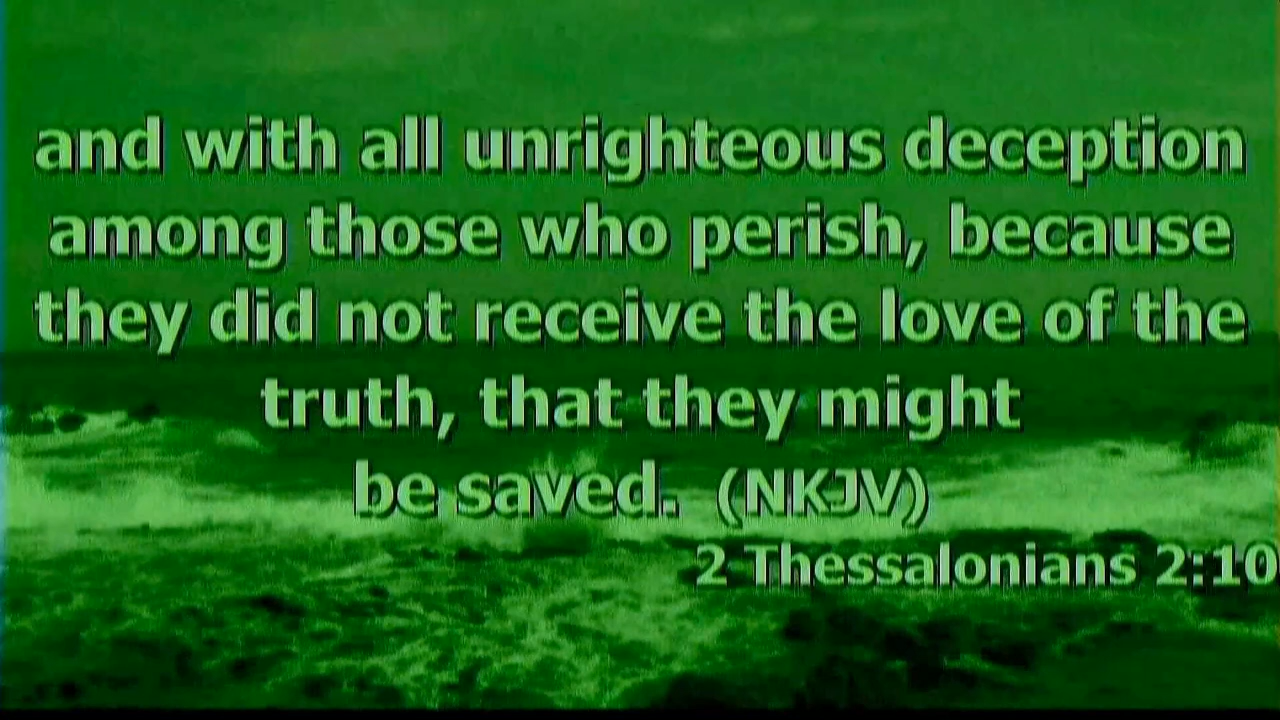 and with all unrighteous deception
among those who perish, because
they did not receive the love of the
truth, that they might
be saved. (NKJV)
2 Thessalonians 2:10